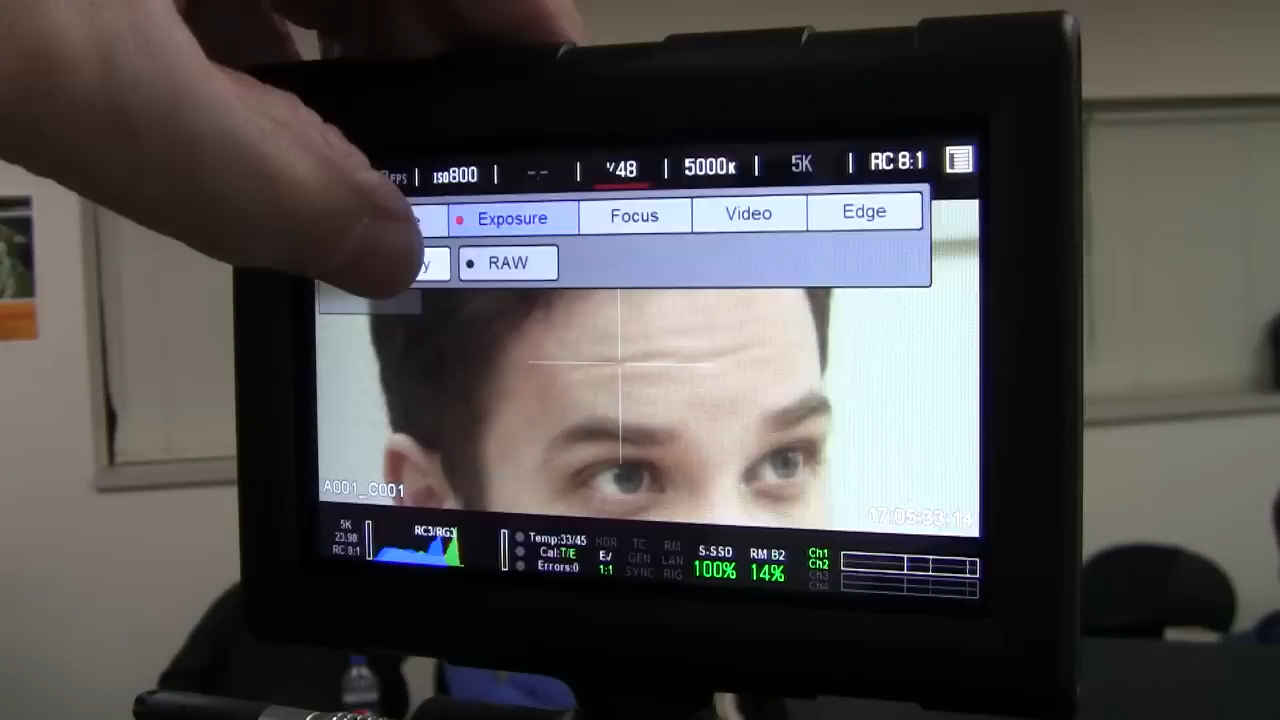 FPS | ISO800 | -.- | 1/48 | 5000K | 5K | RC 8:1
Exposure Focus Video Edge
RAW
A001_C001
17:05:33:14
5K
23.98
RC 8:1
RC3/RG3
Temp:33/45
Cal:T/E
Errors:0
HDR
E./
1:1
TC
GEN
SYNC
RM
LAN
RIG
S-SSD
100%
RM B2
14%
Ch1
Ch2
Ch3
Ch4